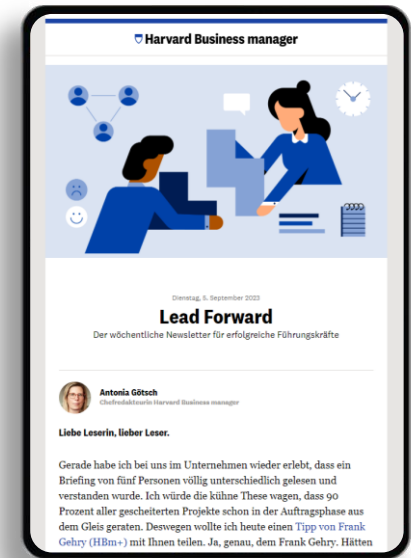 Harvard Business manager
Dienstag, 5. September 2023
Lead Forward
Der wöchentliche Newsletter für erfolgreiche Führungskräfte
Antonia Götsch
Chefredakteurin Harvard Business manager
Liebe Leserin, lieber Leser.
Gerade habe ich bei uns im Unternehmen wieder erlebt, dass ein
Briefing von fünf Personen völlig unterschiedlich gelesen und
verstanden wurde. Ich würde die kühne These wagen, dass 90
Prozent aller gescheiterten Projekte schon in der Auftragsphase aus
dem Gleis geraten. Deswegen wollte ich heute einen Tipp von Frank
Gehry (HBm+) mit Ihnen teilen. Ja, genau, dem Frank Gehry. Hätten